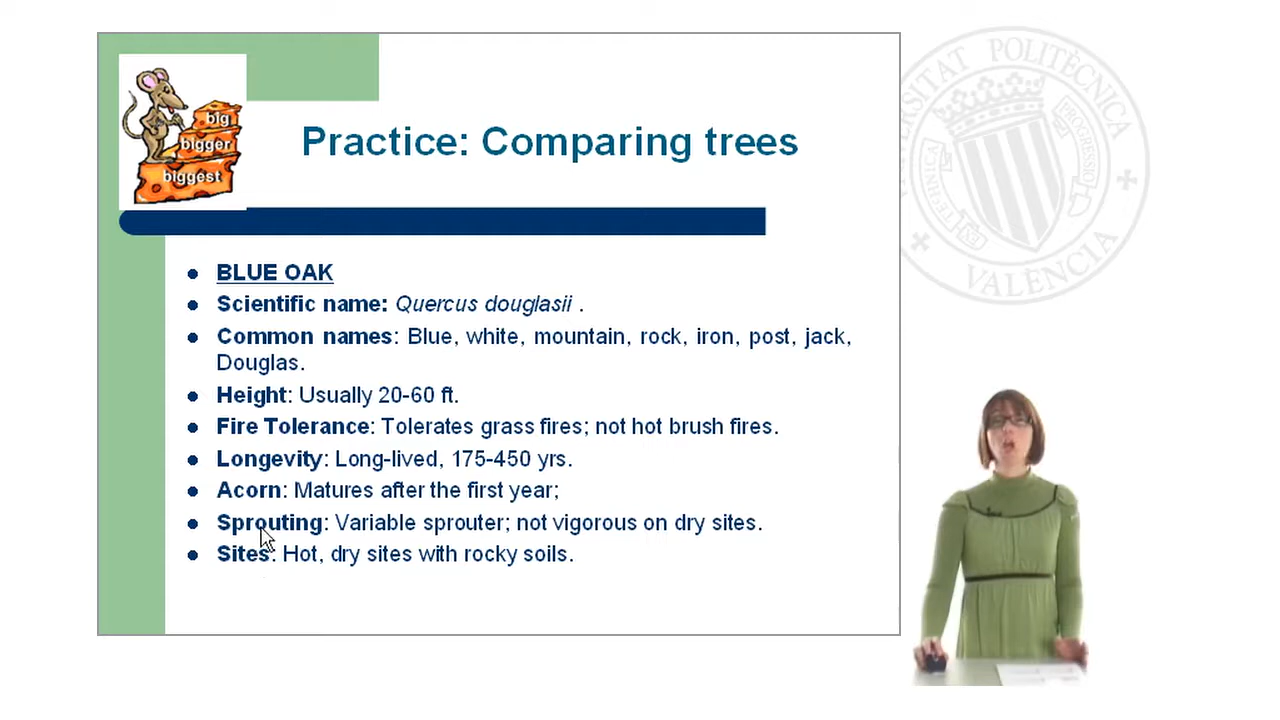 big
bigger
biggest
Practice: Comparing trees
BLUE OAK
Scientific name: Quercus douglasii .
Common names: Blue, white, mountain, rock, iron, post, jack,
Douglas.
Height: Usually 20-60 ft.
Fire Tolerance: Tolerates grass fires; not hot brush fires.
Longevity: Long-lived, 175-450 yrs.
Acorn: Matures after the first year;
Sprouting: Variable sprouter; not vigorous on dry sites.
Sites: Hot, dry sites with rocky soils.
POLITÈCNICA
VALÈNCIA